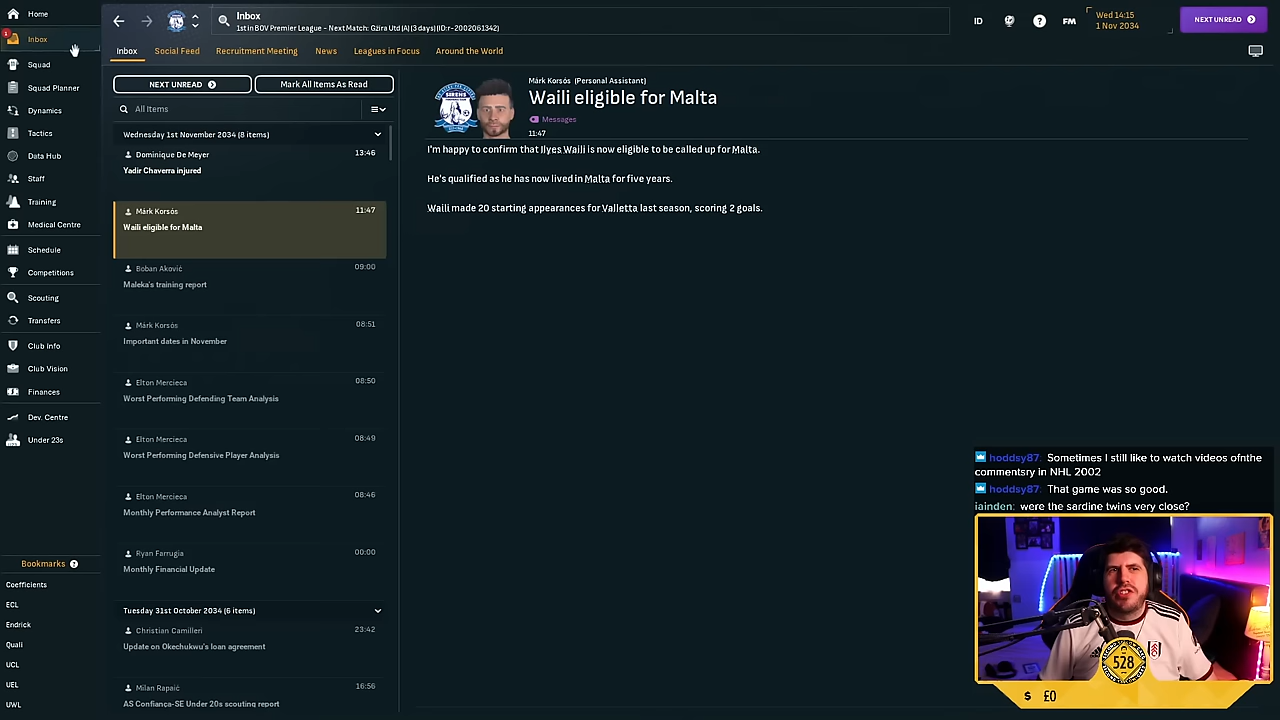 Home
Inbox
Squad
Squad Planner
Dynamics
Tactics
Data Hub
Staff
Training
Medical Centre
Schedule
Competitions
Scouting
Transfers
Club Info
Club Vision
Finances
Dev. Centre
Under 23s
Bookmarks ?
Coefficients
ECL
Endrick
Quali
UCL
UEL
UWL
Inbox
1st in BOV Premier League - Next Match: Gżira Utd (A) (3 days) (ID:r-2002061342)
ID
?
FM
Wed 14:15
1 Nov 2034
NEXT UNREAD
Inbox
Social Feed
Recruitment Meeting
News
Leagues in Focus
Around the World
NEXT UNREAD
Mark All Items As Read
All Items
Wednesday 1st November 2034 (8 items)
Dominique De Meyer 13:46
Yadir Chaverra injured
Márk Korsós 11:47
Waili eligible for Malta
Boban Aković 09:00
Maleka's training report
Márk Korsós 08:51
Important dates in November
Elton Mercieca 08:50
Worst Performing Defending Team Analysis
Elton Mercieca 08:49
Worst Performing Defensive Player Analysis
Elton Mercieca 08:46
Monthly Performance Analyst Report
Ryan Farrugia 00:00
Monthly Financial Update
Tuesday 31st October 2034 (6 items)
Christian Camilleri 23:42
Update on Okechukwu's loan agreement
Milan Rapaić 16:56
AS Confiança-SE Under 20s scouting report
SIRENS
Márk Korsós (Personal Assistant)
Waili eligible for Malta
Messages
11:47
I'm happy to confirm that Ilyes Waili is now eligible to be called up for Malta.
He's qualified as he has now lived in Malta for five years.
Waili made 20 starting appearances for Valletta last season, scoring 2 goals.
hoddsy87: Sometimes I still like to watch videos ofnthe
commentsry in NHL 2002
hoddsy87: That game was so good.
iainden: were the sardine twins very close?
528
$ £0